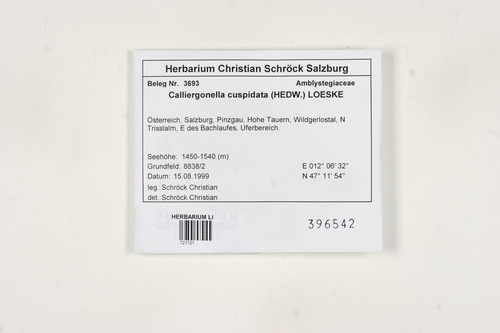 Herbarium Christian Schröck Salzburg
Beleg Nr. 3693 Amblystegiaceae
Calliergonella cuspidata (HEDW.) LOESKE
Österreich, Salzburg, Pinzgau, Hohe Tauern, Wildgerlostal, N
Trisslalm, E des Bachlaufes, Uferbereich.
Seehöhe: 1450-1540 (m)
Grundfeld: 8838/2 E 012° 06' 32"
Datum: 15.08.1999 N 47° 11' 54"
leg. Schröck Christian
det. Schröck Christian
HERBARIUM LI
396542